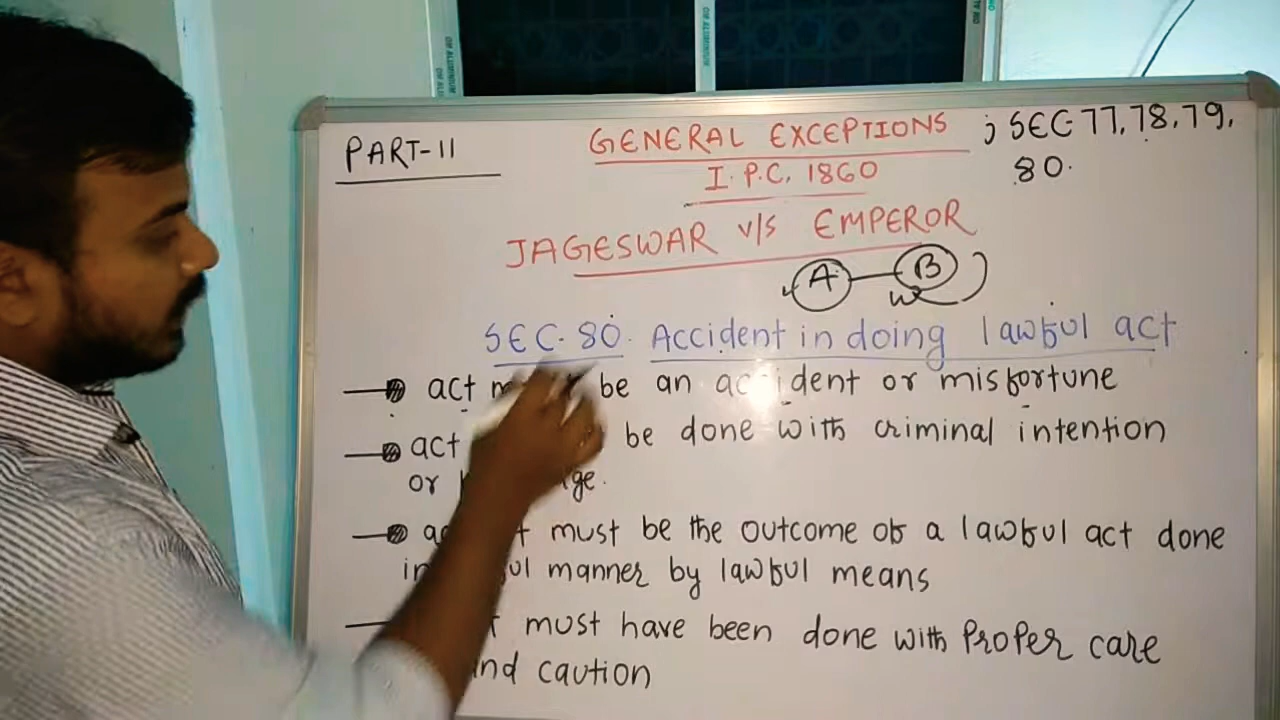 PART-II
GENERAL EXCEPTIONS ; SEC 77, 78, 79,
80.
I.P.C. 1860
JAGESWAR v/s EMPEROR
A B
SEC. 80. Accident in doing lawful act
act be an accident or misfortune
act be done with criminal intention
or
must be the outcome of a lawful act done
in manner by lawful means
must have been done with proper care
and caution